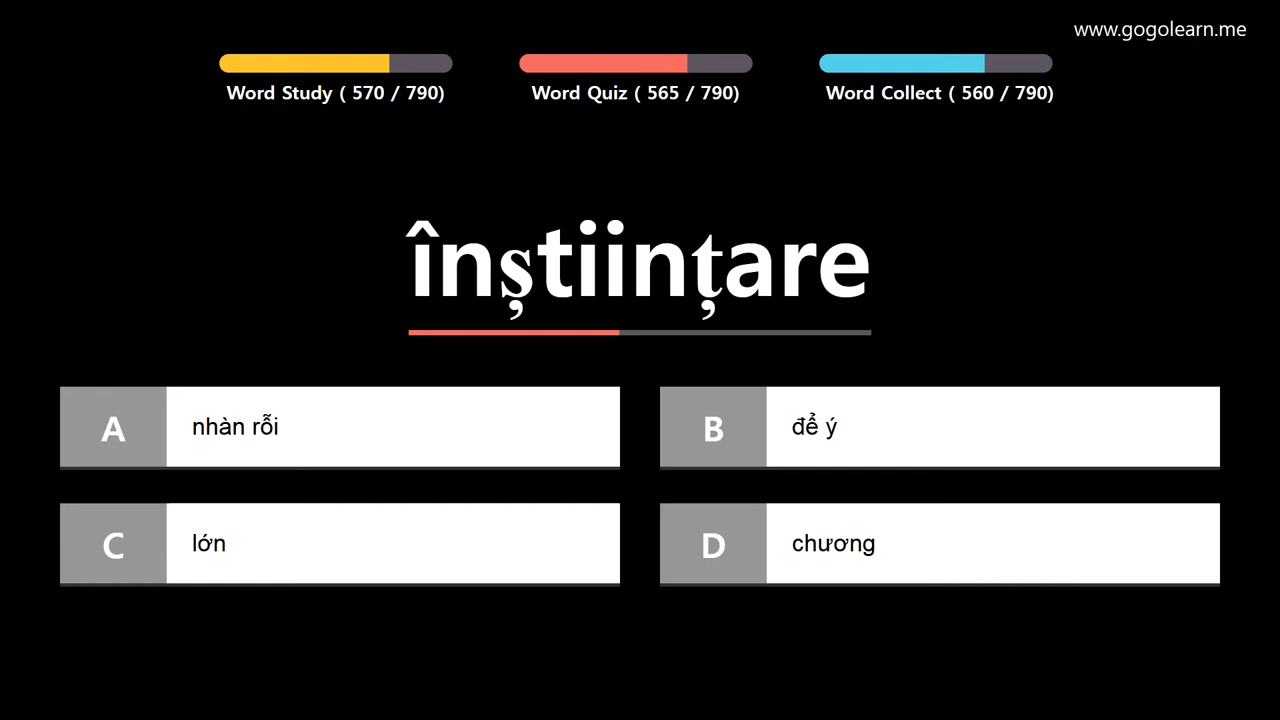 www.gogolearn.me
Word Study ( 570 / 790)
Word Quiz ( 565 / 790)
Word Collect ( 560 / 790)
înștiințare
A nhàn rỗi
B để ý
C lớn
D chương